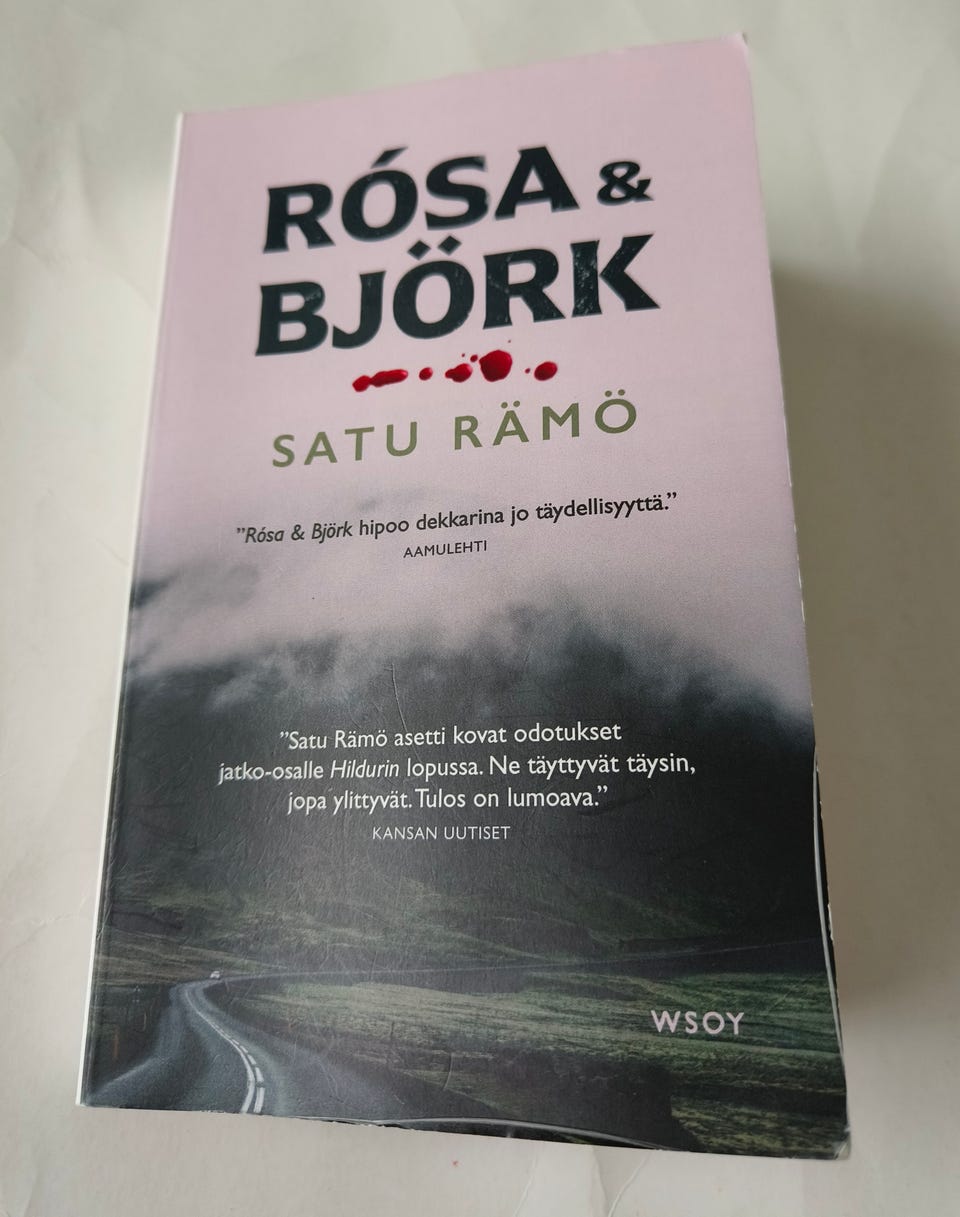 RÓSA &
BJÖRK
SATU RÄMÖ
”Rósa & Björk hipoo dekkarina jo täydellisyyttä.”
AAMULEHTI
”Satu Rämö asetti kovat odotukset
jatko-osalle Hildurin lopussa. Ne täyttyvät täysin,
jopa ylittyvät. Tulos on lumoava.”
KANSAN UUTISET
WSOY